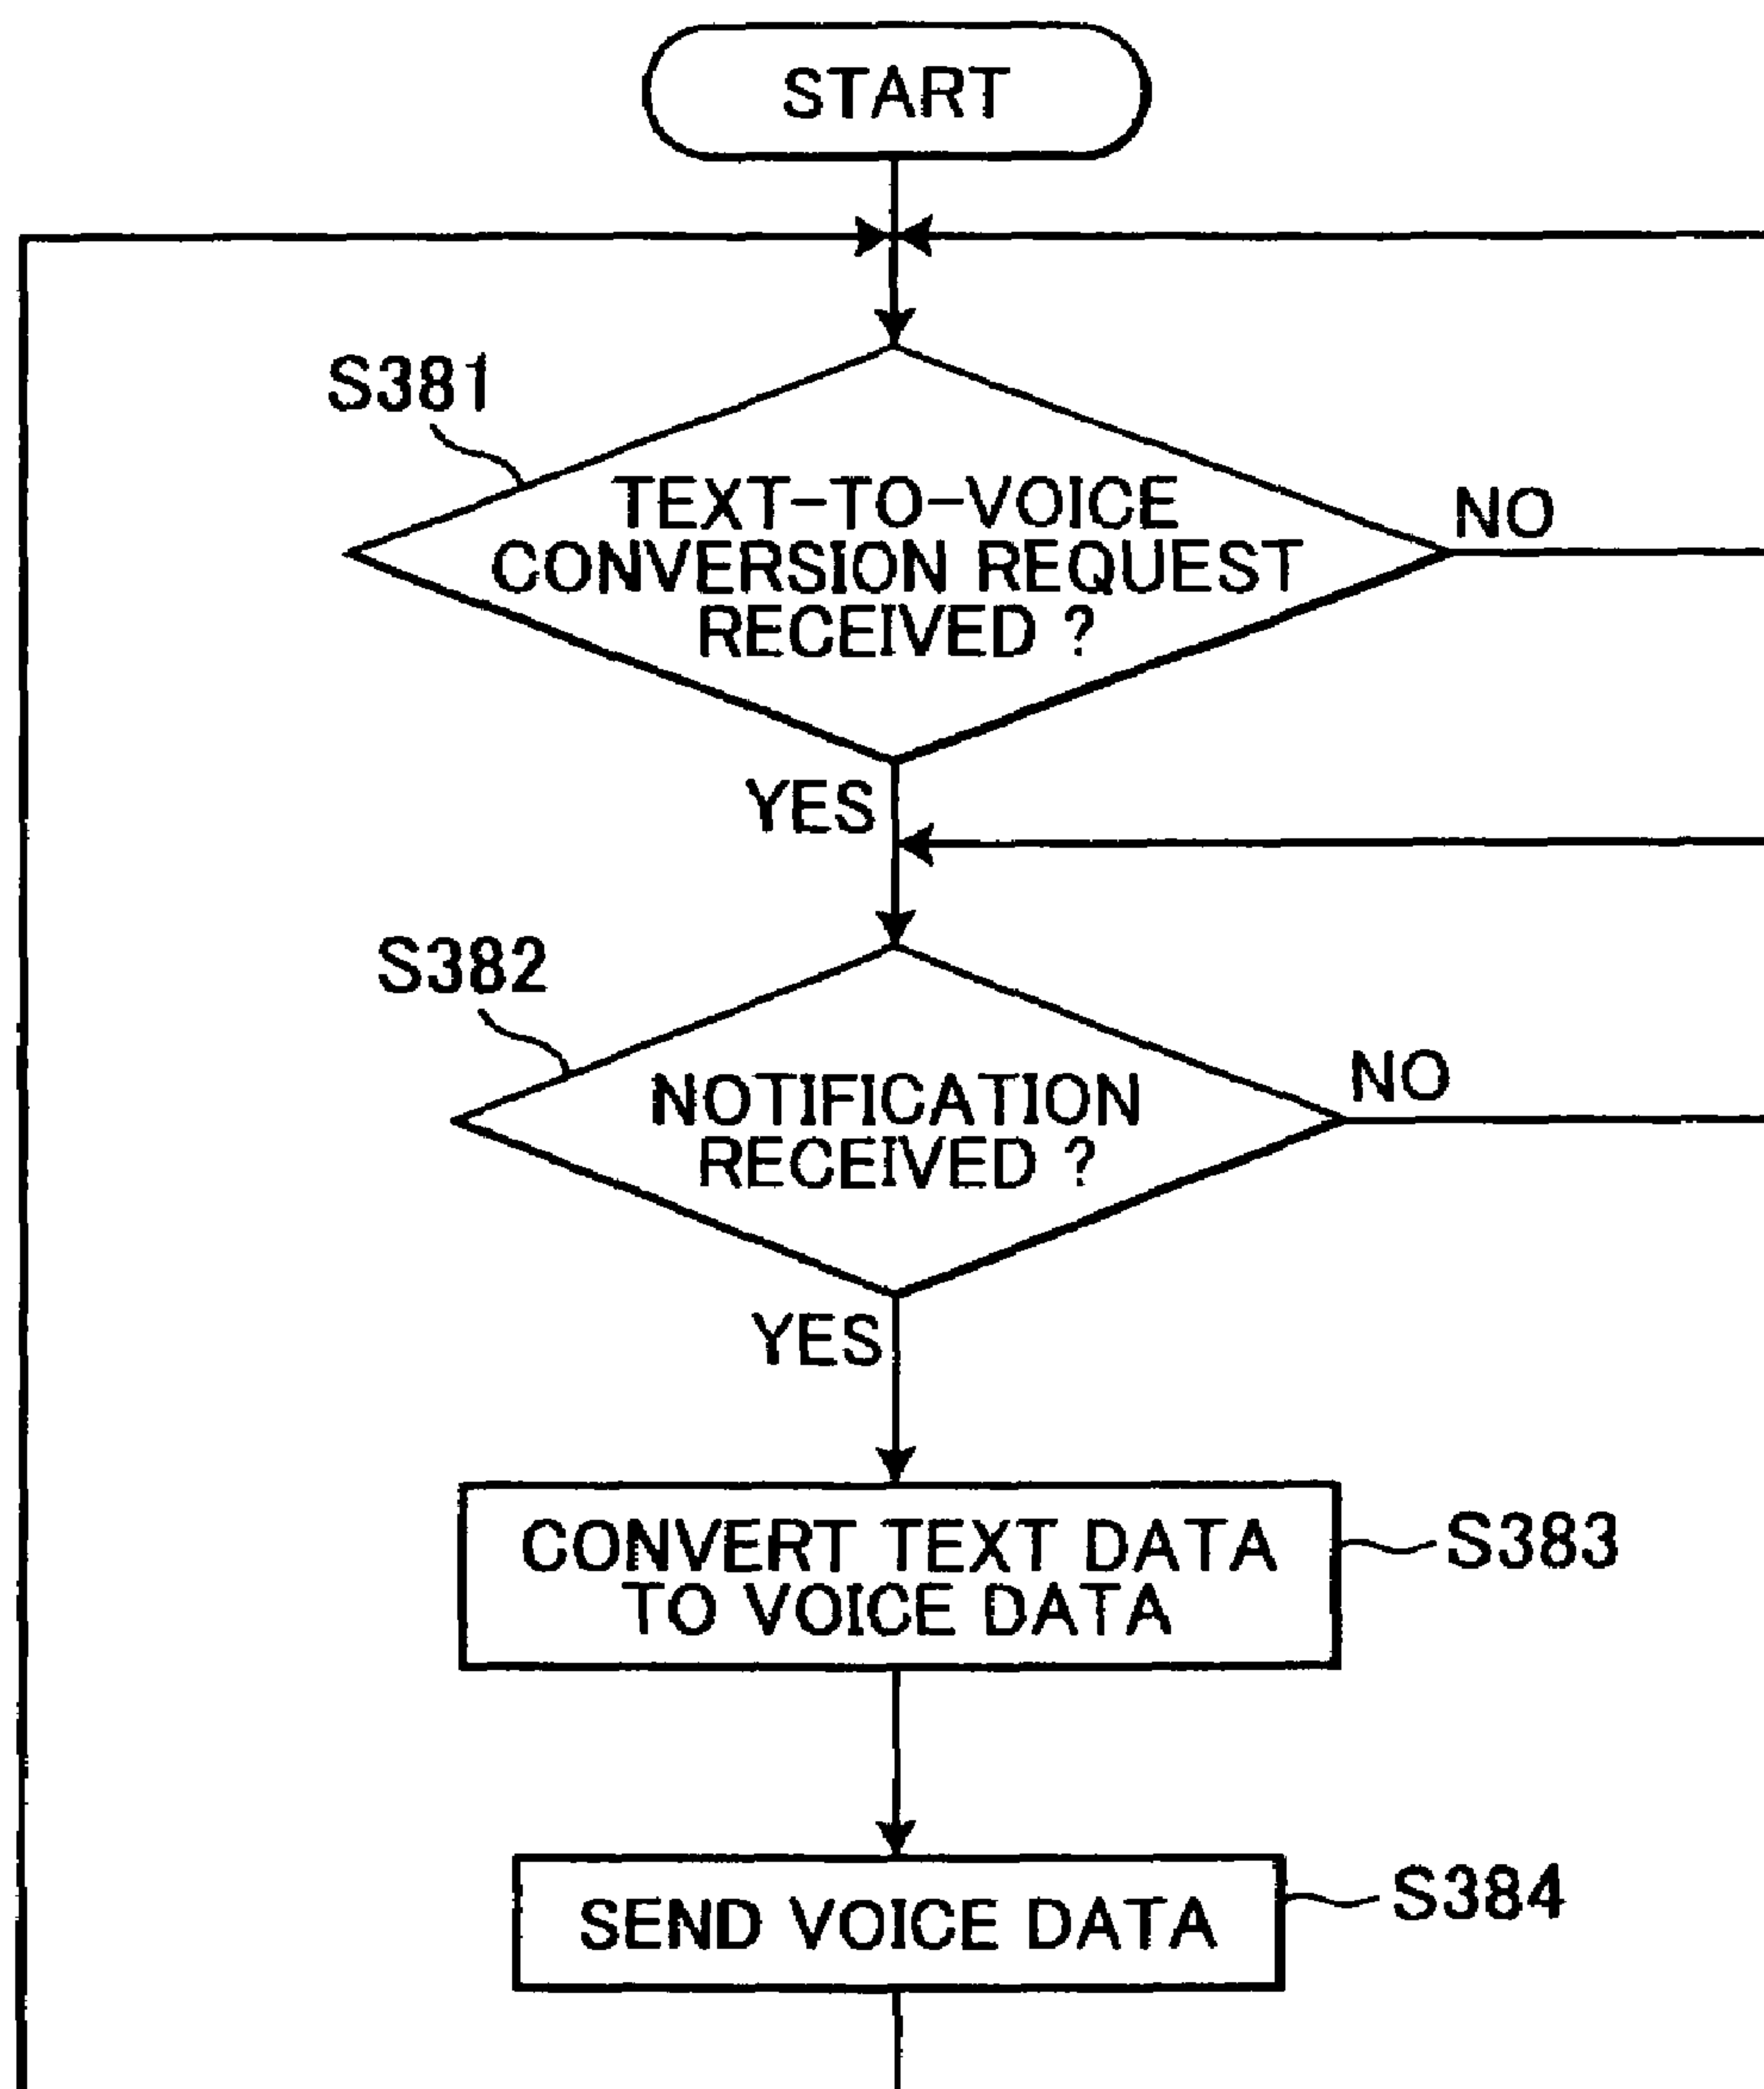 START
S381
TEXT-TO-VOICE
CONVERSION REQUEST
RECEIVED ?
NO
YES
S382
NOTIFICATION
RECEIVED ?
NO
YES
CONVERT TEXT DATA
TO VOICE DATA
S383
SEND VOICE DATA
S384